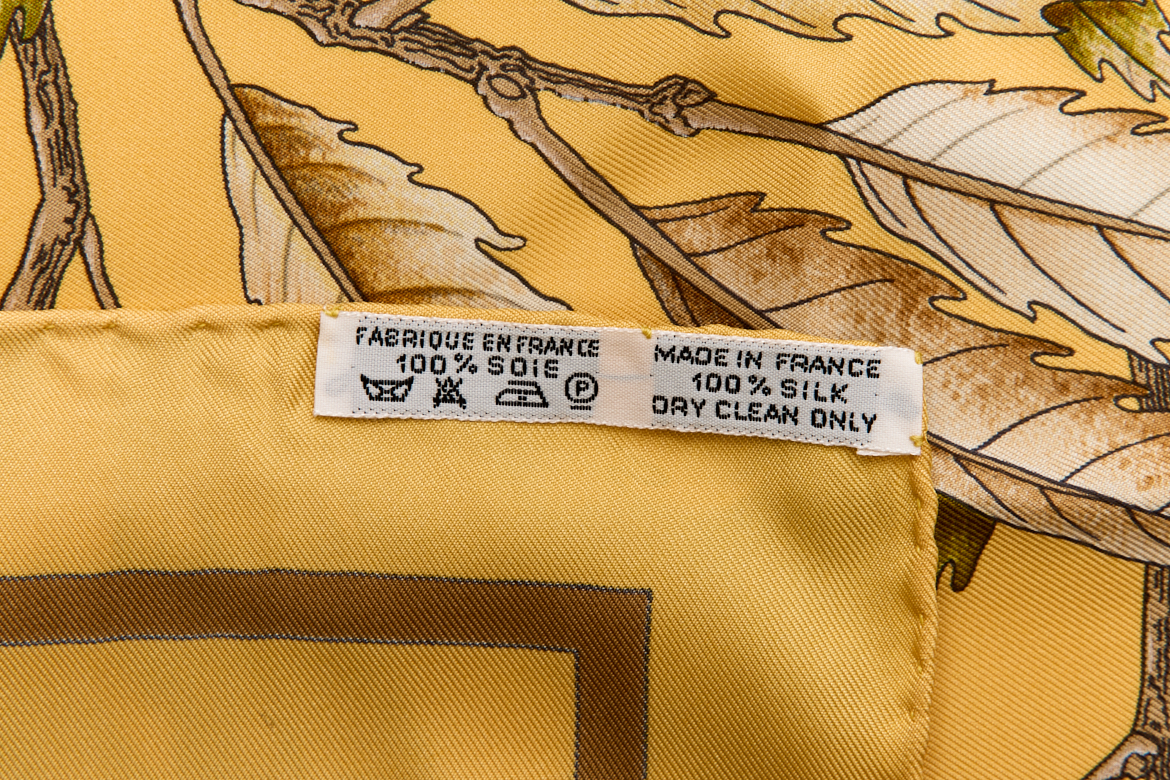 FABRIQUE EN FRANCE
100% SOIE
P
MADE IN FRANCE
100% SILK
DRY CLEAN ONLY